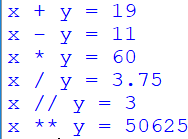 x + y = 19
x - y = 11
x * y = 60
x / y = 3.75
x // y = 3
x ** y = 50625